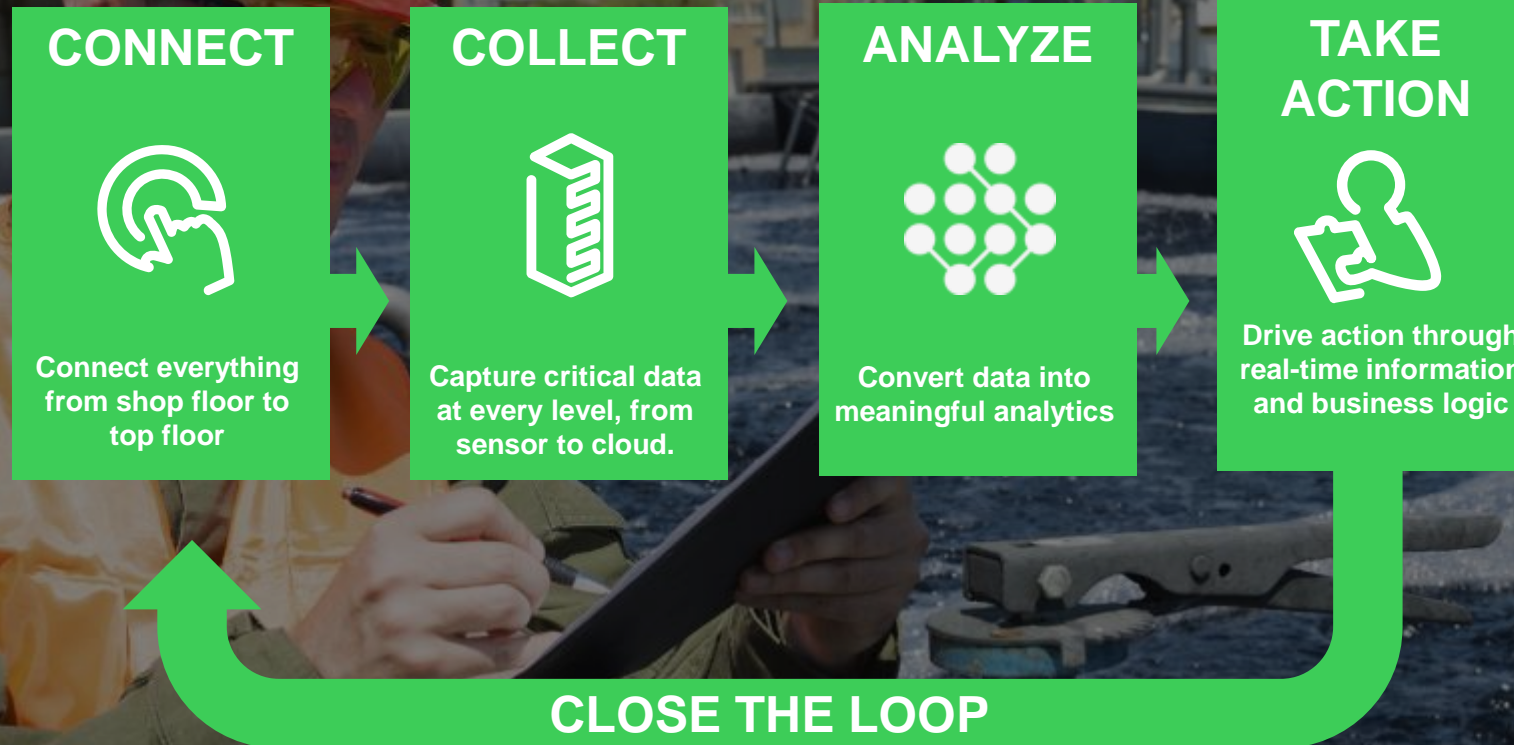 CONNECT
Connect everything
from shop floor to
top floor
COLLECT
Capture critical data
at every level, from
sensor to cloud.
ANALYZE
Convert data into
meaningful analytics
TAKE
ACTION
Drive action through
real-time information
and business logic
CLOSE THE LOOP